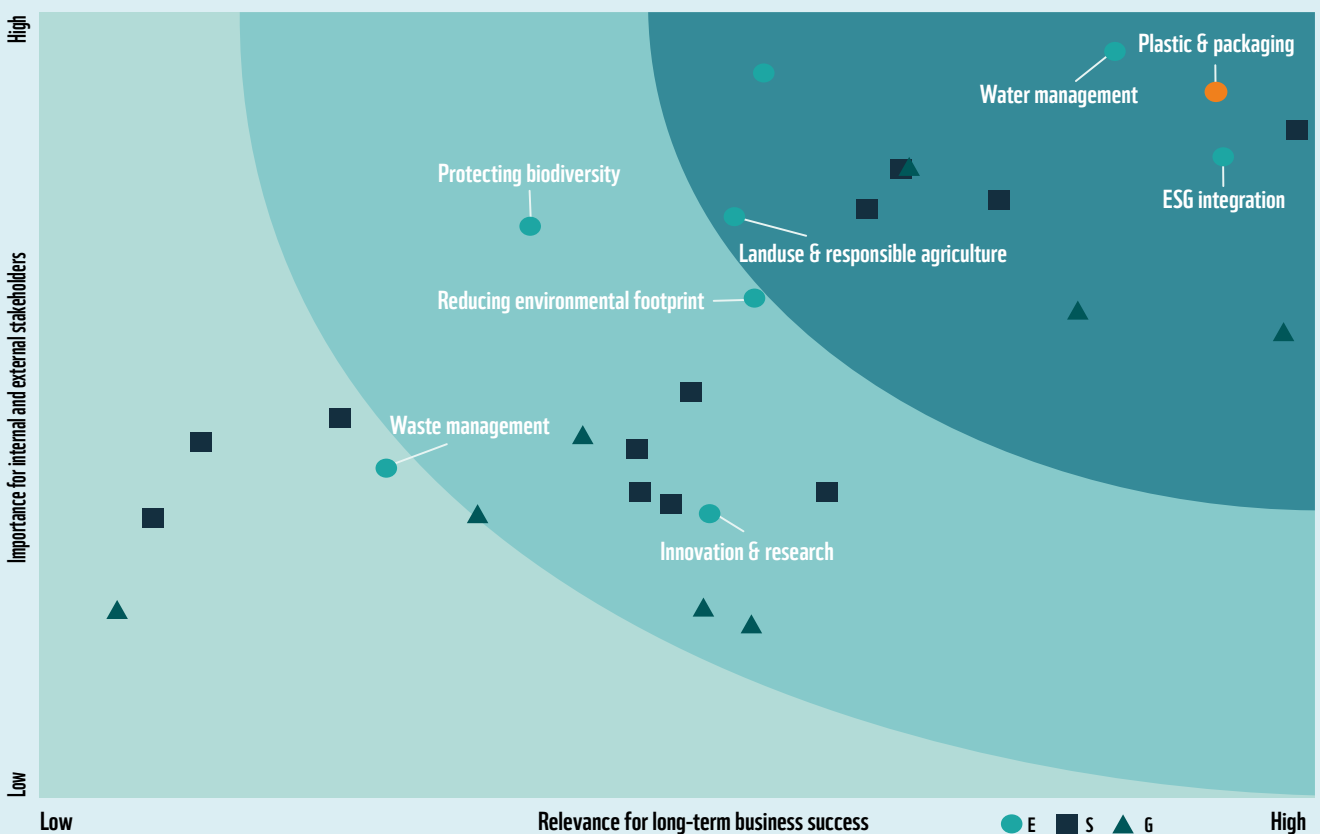 High
Plastic & packaging
Water management
Protecting biodiversity
ESG integration
Landuse & responsible agriculture
Reducing environmental footprint
Importance for internal and external stakeholders
Waste management
Innovation & research
Low
Low
Relevance for long-term business success
E
S
G
High